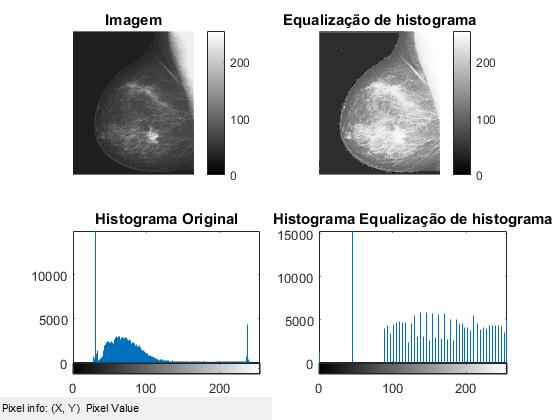 Imagem
200
100
0
Equalização de histograma
200
100
0
Histograma Original
10000
5000
0
0 100 200
Histograma Equalização de histograma
15000
10000
5000
0
0 100 200
Pixel info: (X, Y) Pixel Value